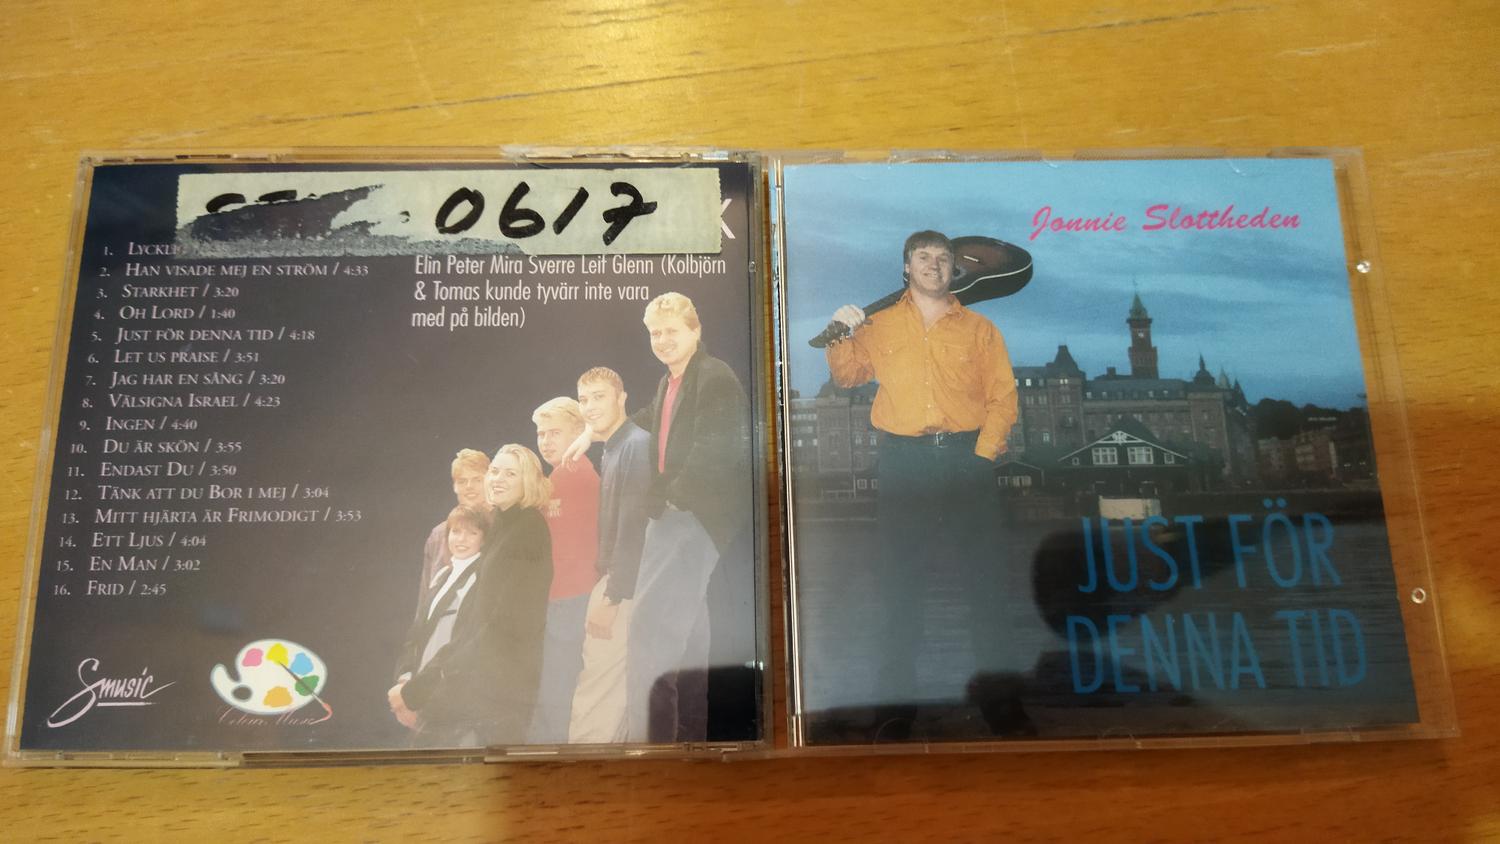 0617
X
1. LYCKLIG
2. HAN VISADE MEJ EN STRÖM / 4:33
3. STARKHET / 3:20
4. OH LORD / 1:40
5. JUST FÖR DENNA TID / 4:18
6. LET US PRAISE / 3:51
7. JAG HAR EN SÅNG / 3:20
8. VÄLSIGNA ISRAEL / 4:23
9. INGEN / 4:40
10. DU ÄR SKÖN / 3:55
11. ENDAST DU / 3:50
12. TÄNK ATT DU BOR I MEJ / 3:04
13. MITT HJÄRTA ÄR FRIMODIGT / 3:53
14. ETT LJUS / 4:04
15. EN MAN / 3:02
16. FRID / 2:45
Elin Peter Mira Sverre Leif Glenn (Kolbjörn
& Tomas kunde tyvärr inte vara
med på bilden)
Smusic
Colour Music
Jonnie Slottheden
JUST FÖR
DENNA TID